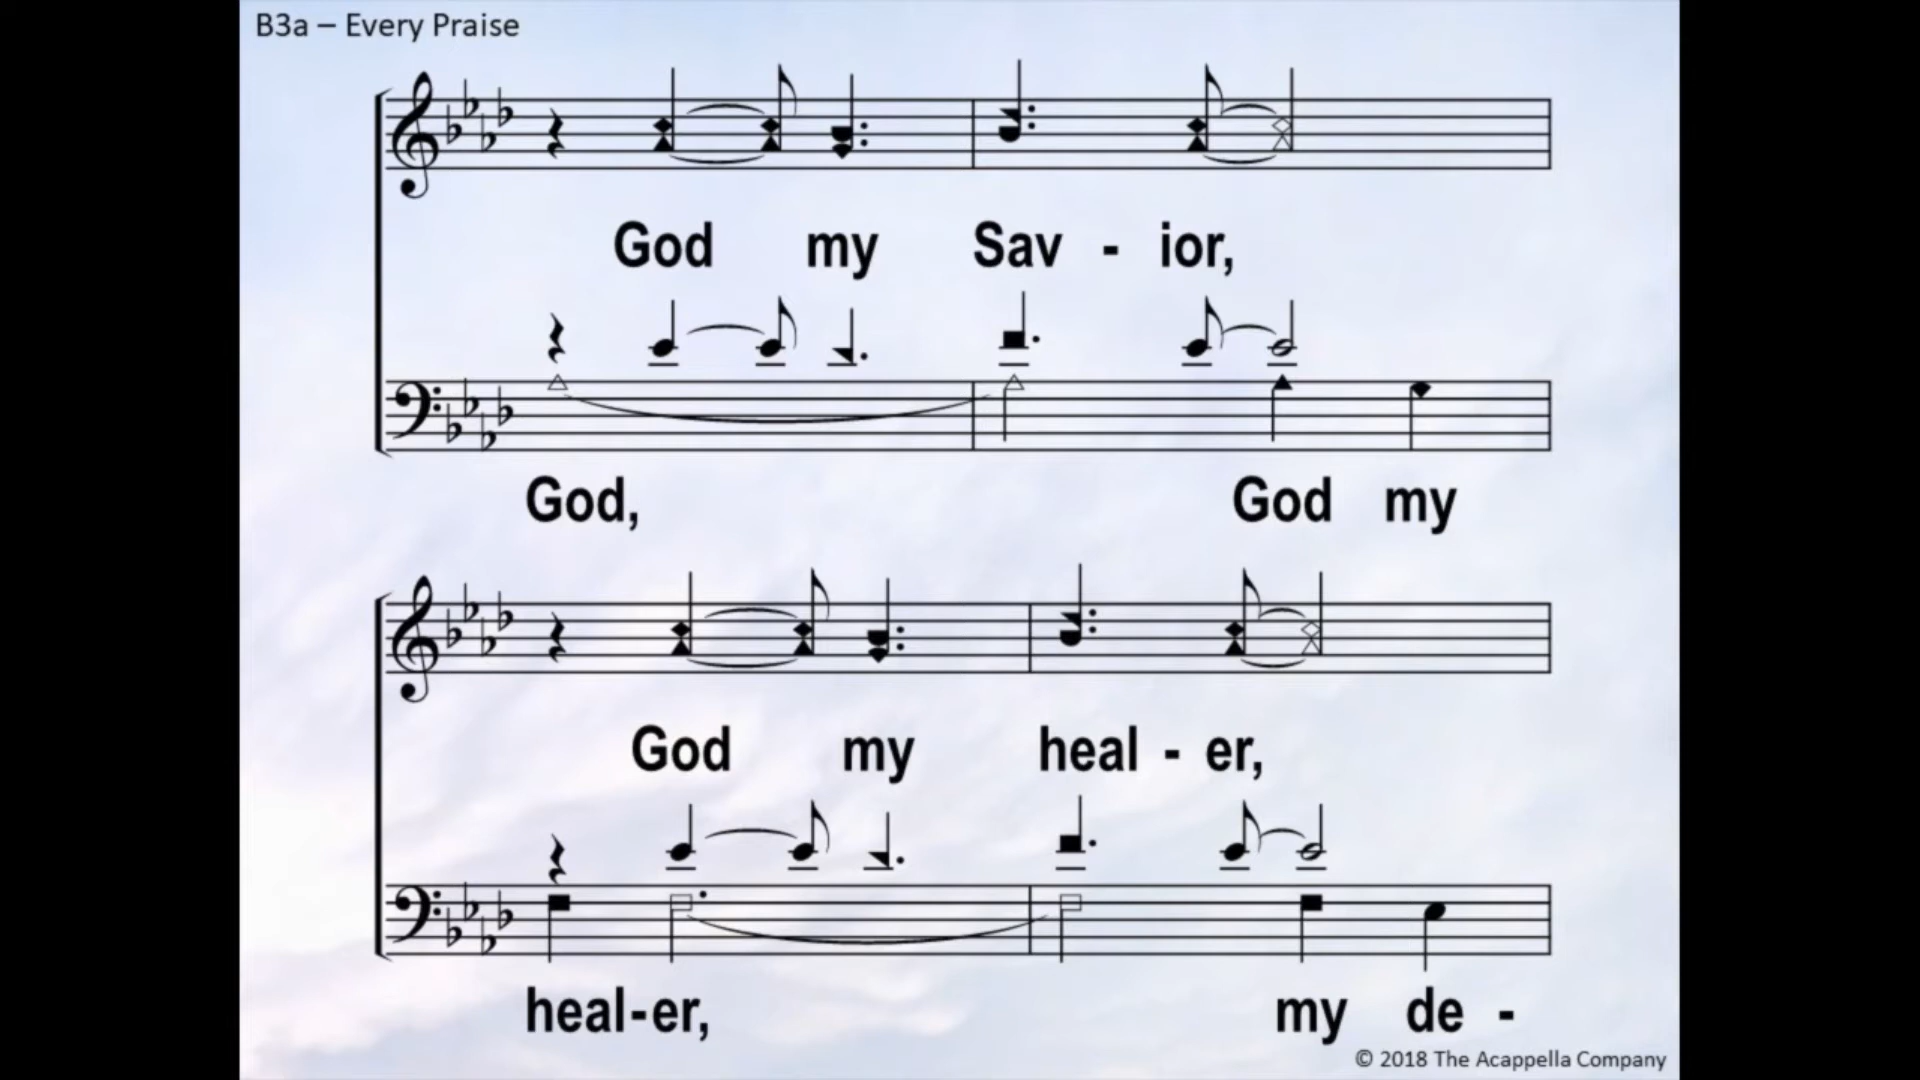 B3a – Every Praise
God my Sav - ior,
God, God my
God my heal - er,
heal-er, my de -
© 2018 The Acappella Company